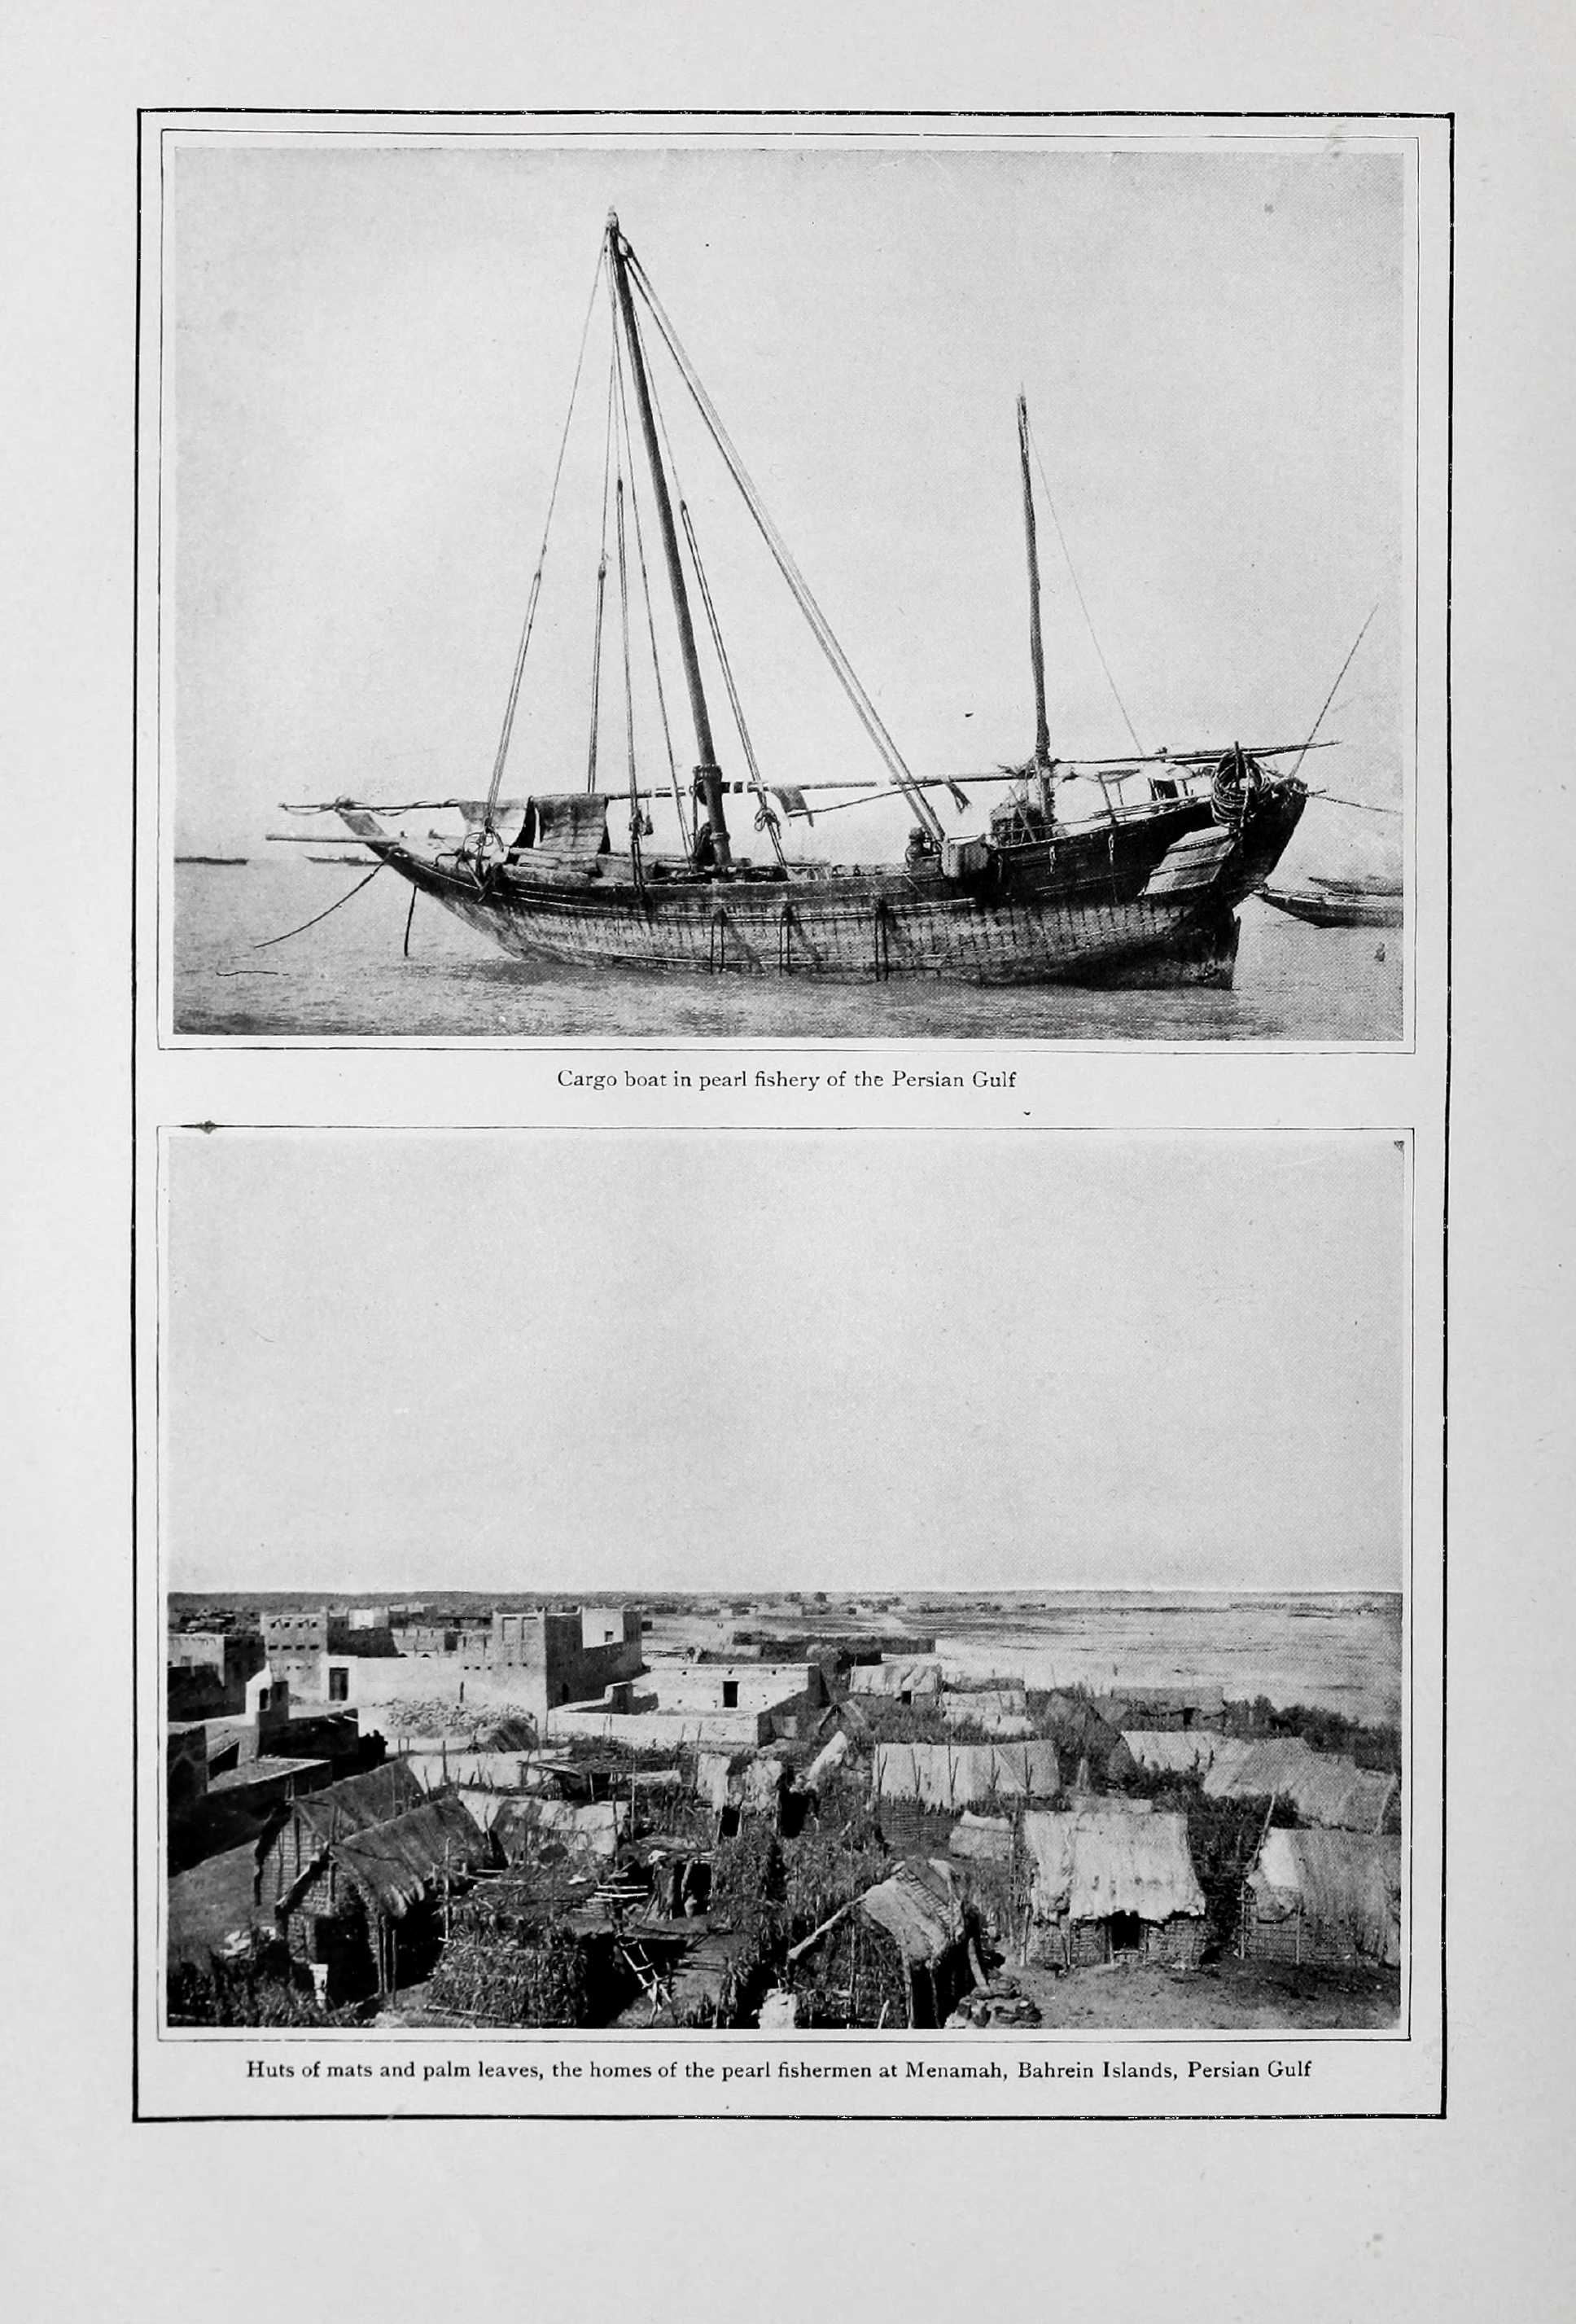 Cargo boat in pearl fishery of the Persian Gulf
Huts of mats and palm leaves, the homes of the pearl fishermen at Menamah, Bahrein Islands, Persian Gulf